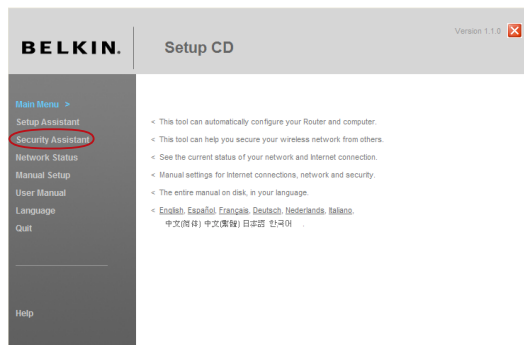 Version 1.1.0
BELKIN.
Setup CD
Main Menu >
Setup Assistant
< This tool can automatically configure your Router and computer.
Security Assistant
< This tool can help you secure your wireless network from others.
Network Status
< See the current status of your network and Internet connection.
Manual Setup
< Manual settings for Internet connections, network and security.
User Manual
< The entire manual on disk, in your language.
Language
< English, Español, Français, Deutsch, Nederlands, Italiano,
中文(简体) 中文(繁體) 日本語 한국어 .
Quit
Help